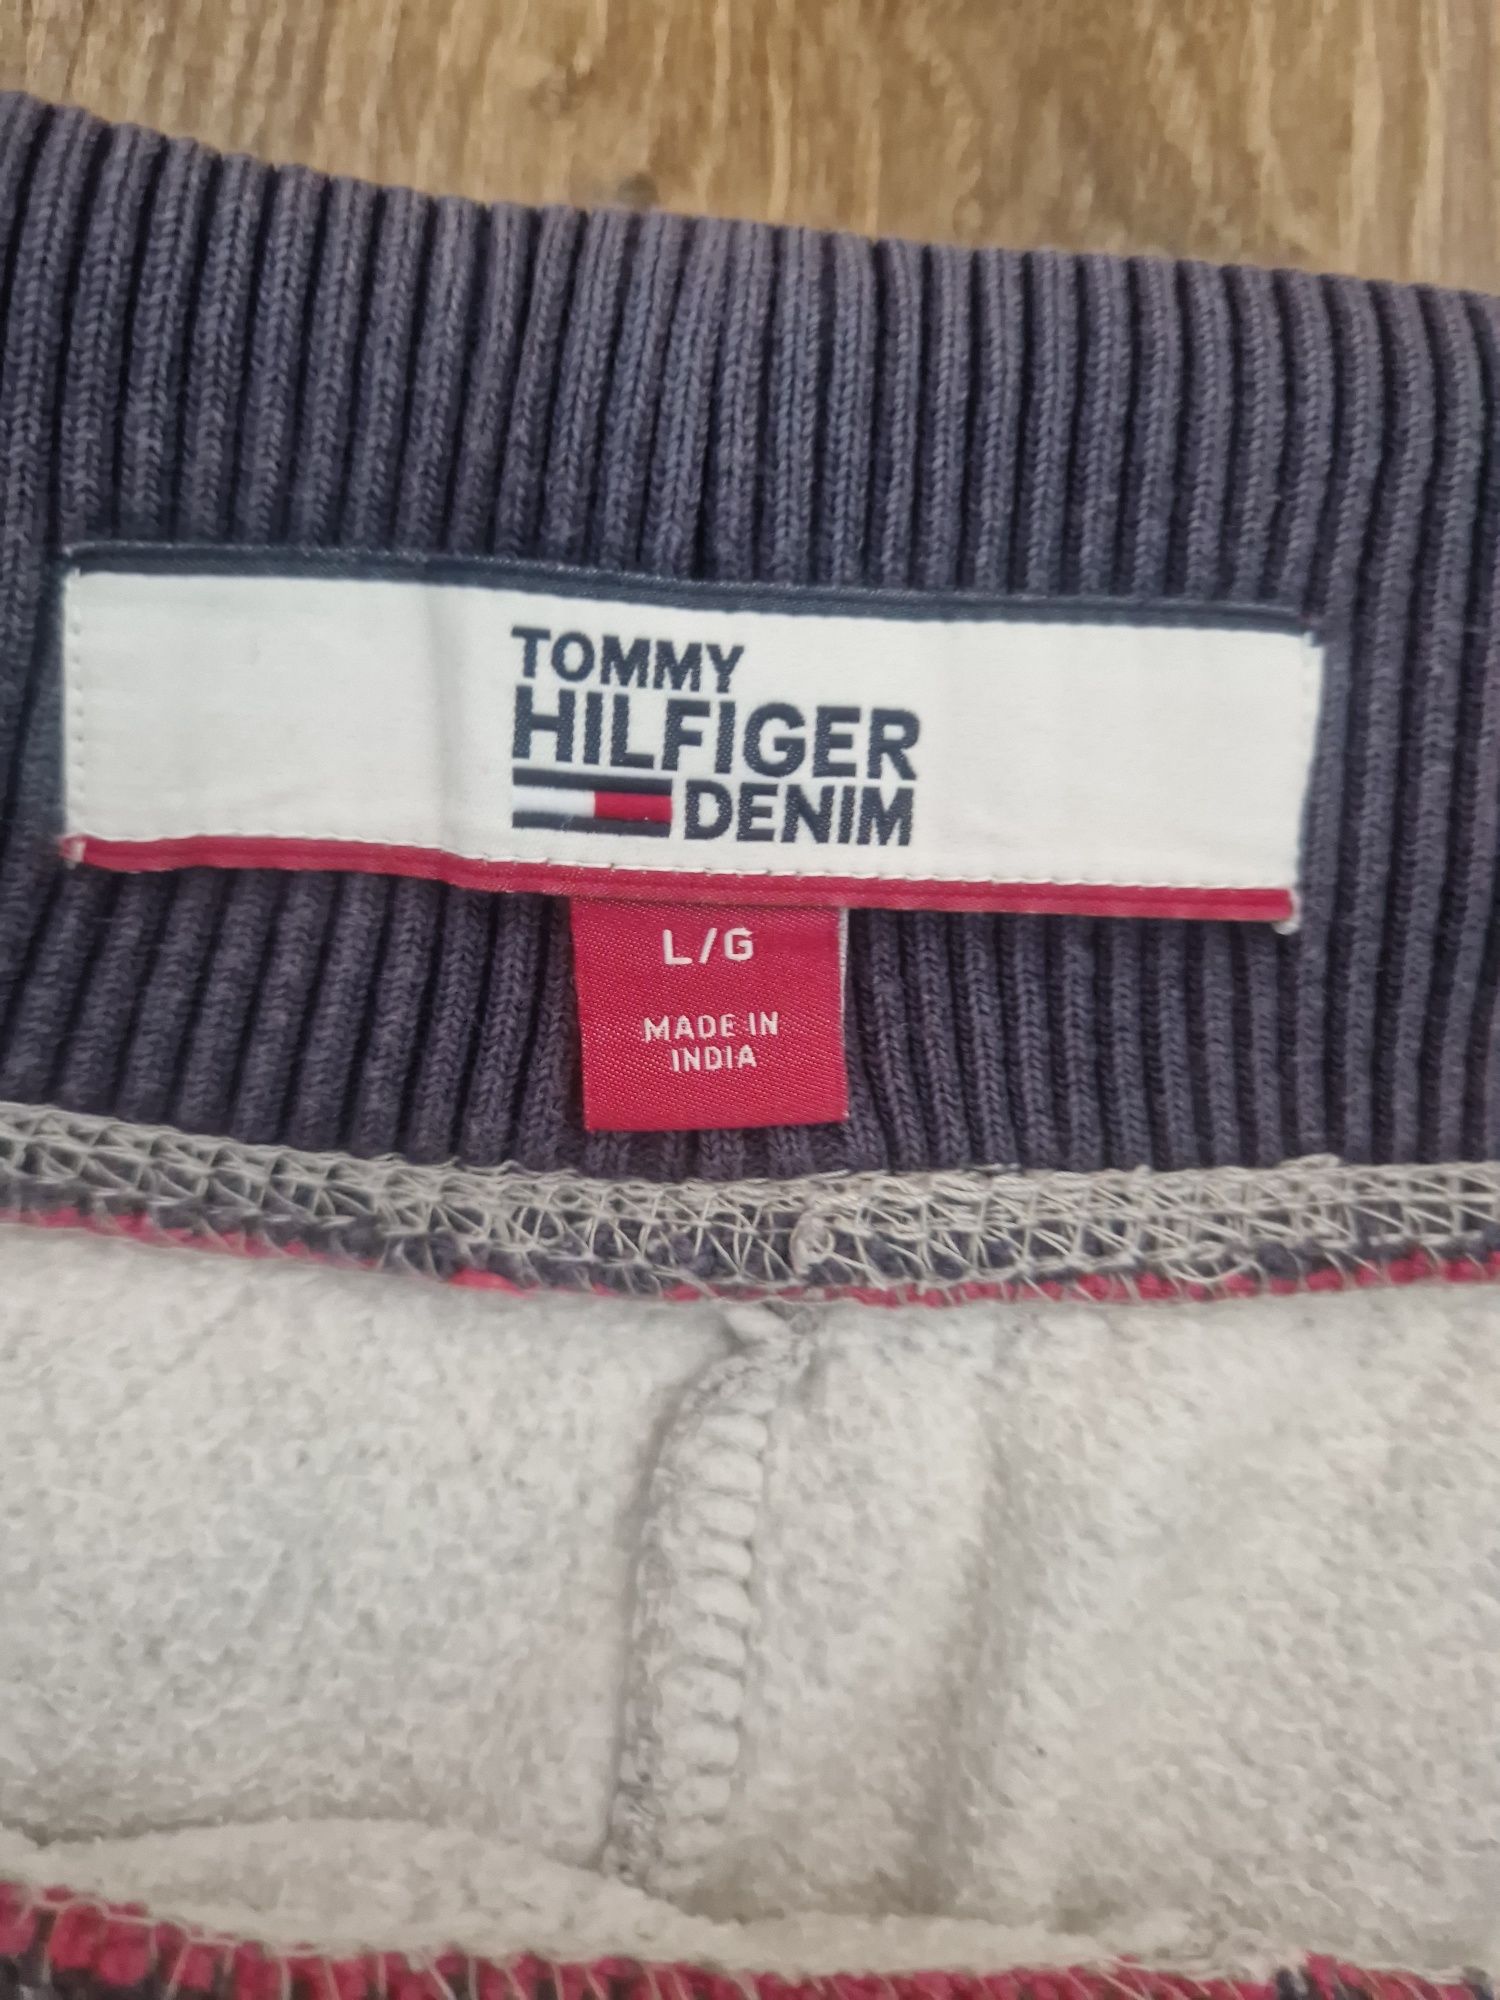 TOMMY
HILFIGER
DENIM
L/G
MADE IN
INDIA